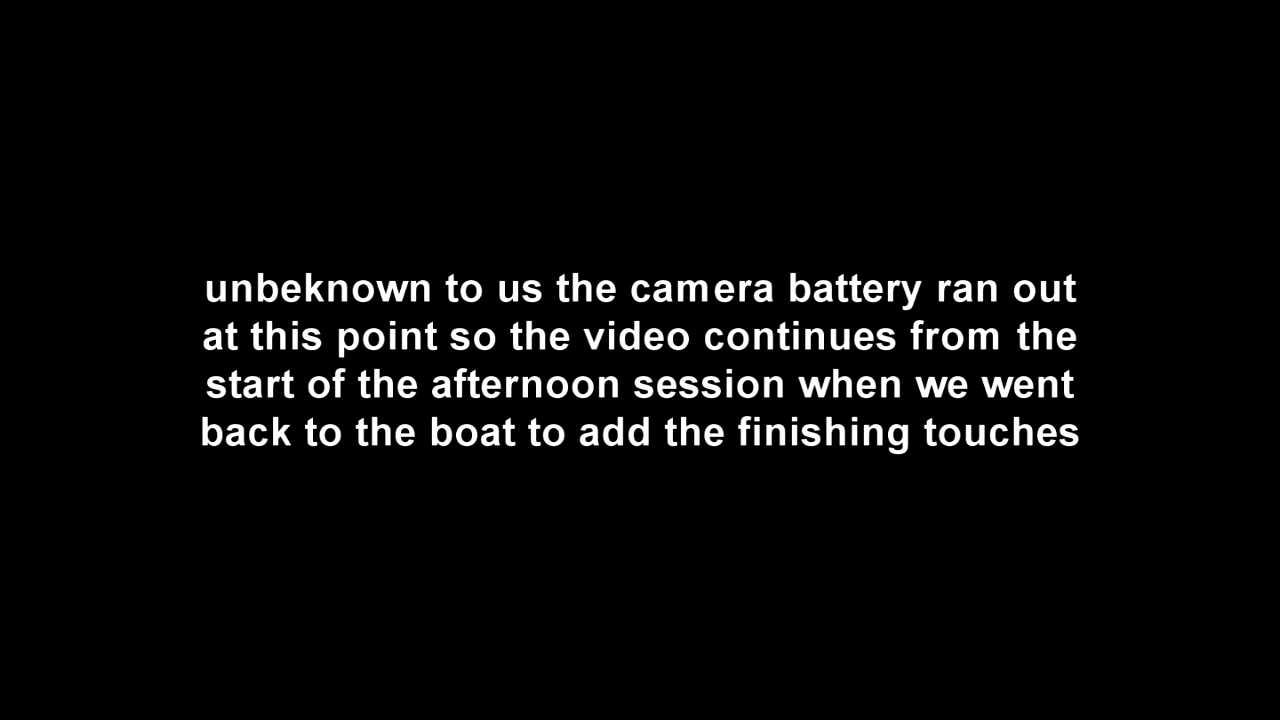 unbeknown to us the camera battery ran out
at this point so the video continues from the
start of the afternoon session when we went
back to the boat to add the finishing touches